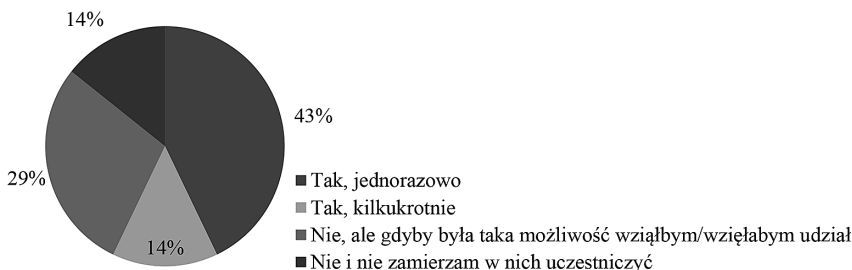 14%
43%
29%
14%
Tak, jednorazowo
Tak, kilkukrotnie
Nie, ale gdyby była taka możliwość wziąłbym/wzięłabym udział
Nie i nie zamierzam w nich uczestniczyć